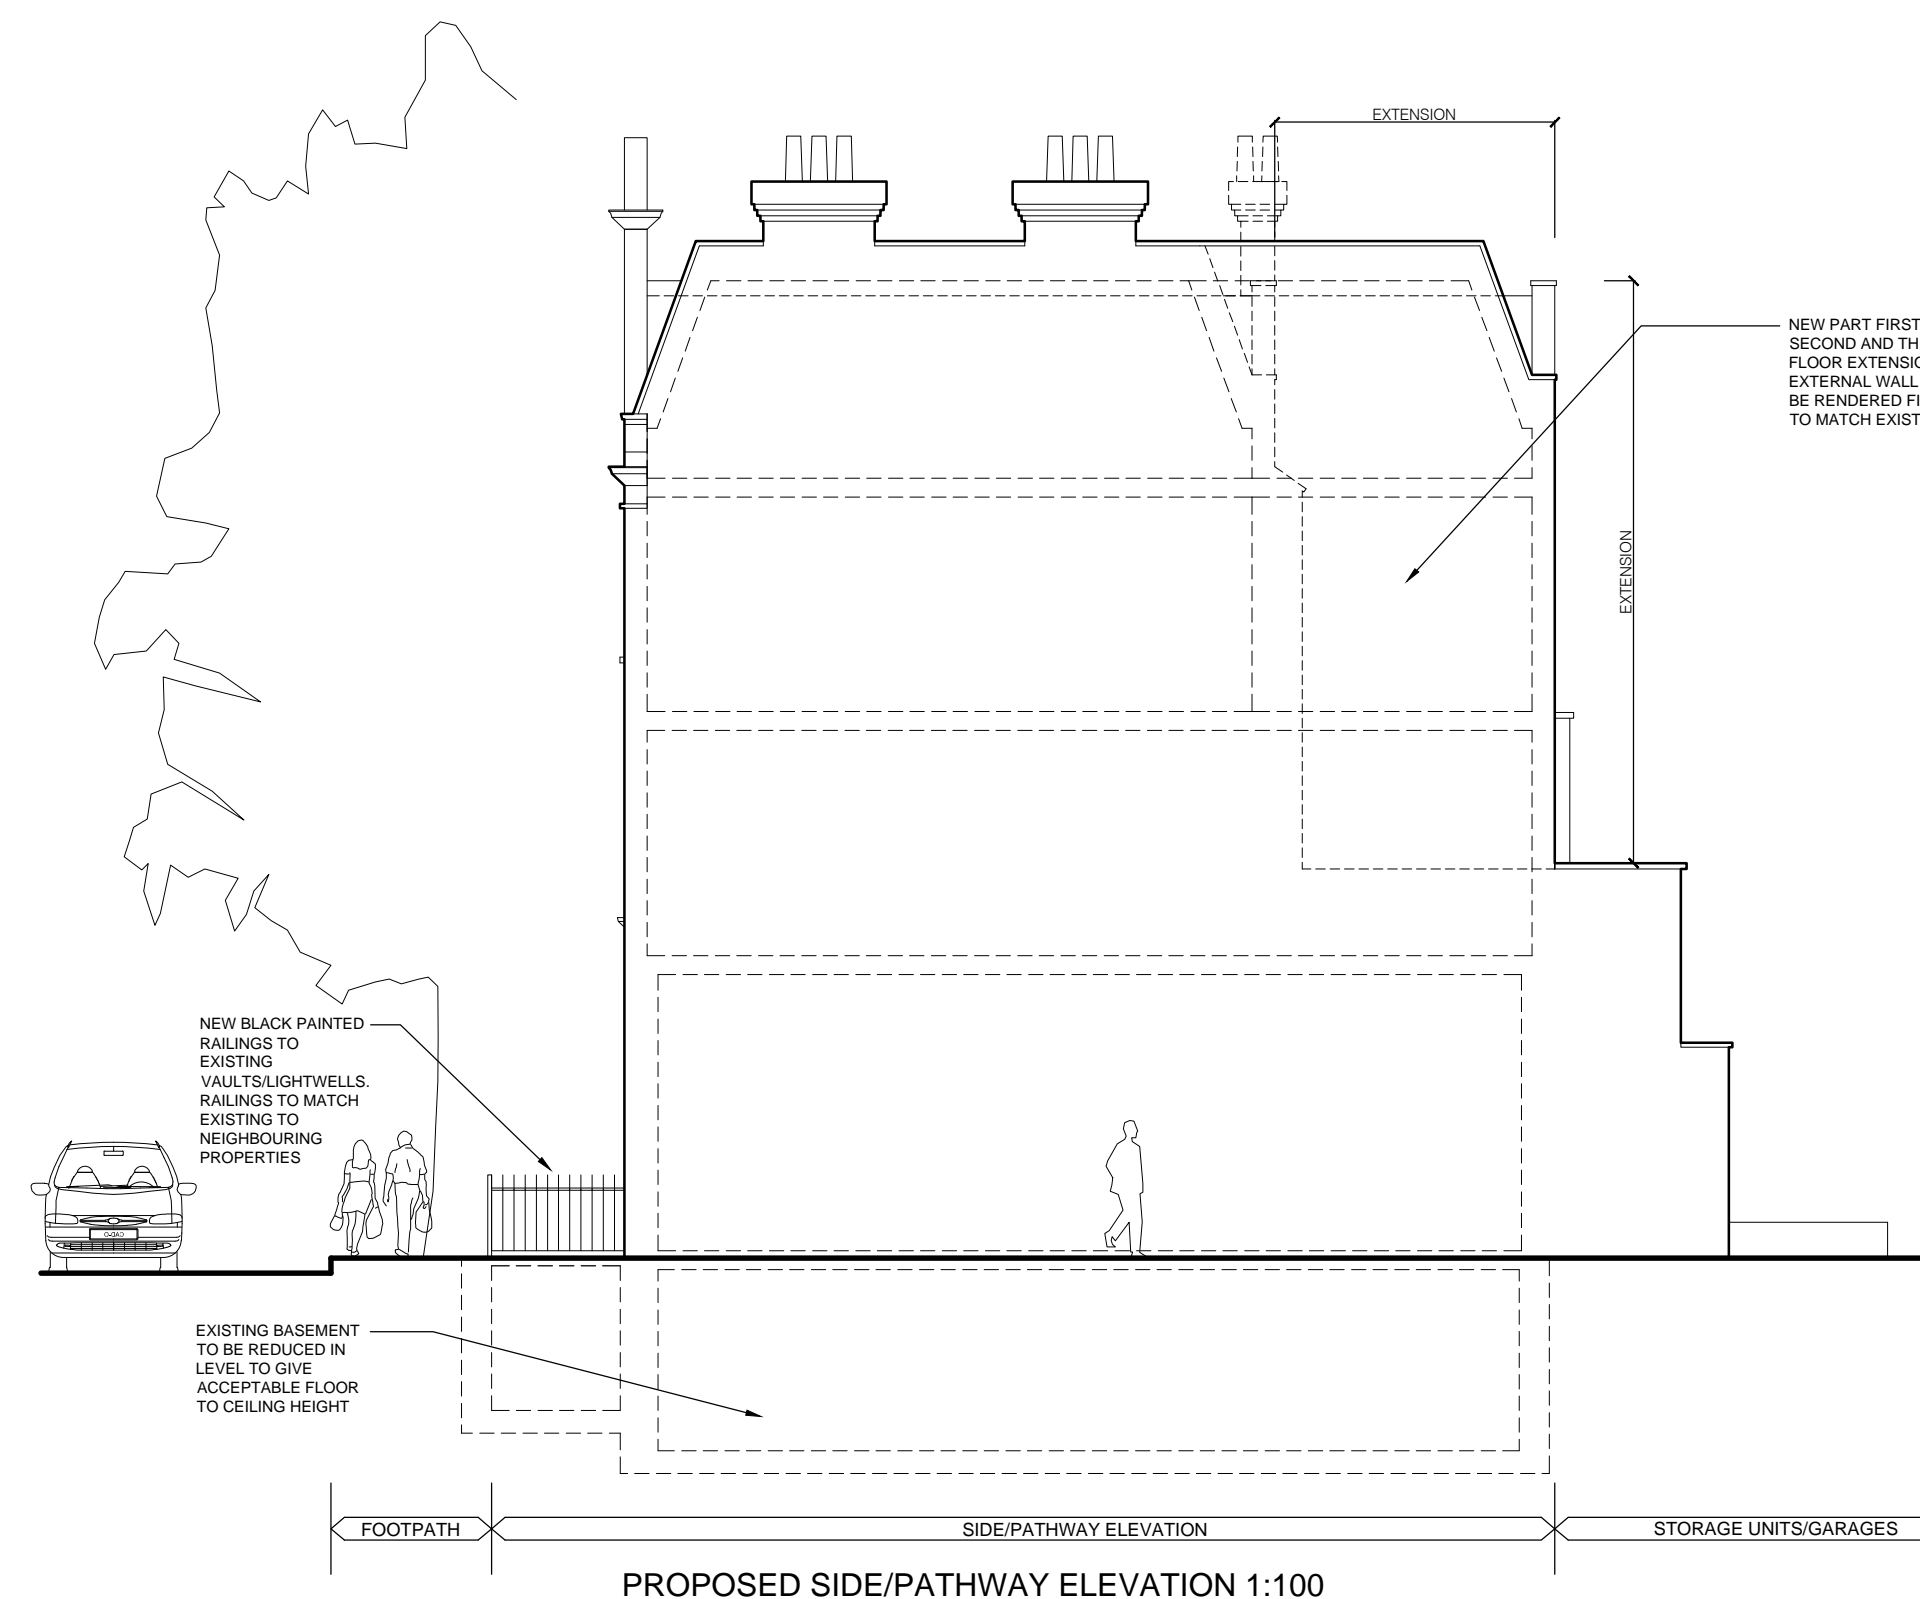 EXTENSION
NEW PART FIRST
SECOND AND TH
FLOOR EXTENSIO
EXTERNAL WALL
BE RENDERED FI
TO MATCH EXIST
EXTENSION
NEW BLACK PAINTED
RAILINGS TO
EXISTING
VAULTS/LIGHTWELLS.
RAILINGS TO MATCH
EXISTING TO
NEIGHBOURING
PROPERTIES
EXISTING BASEMENT
TO BE REDUCED IN
LEVEL TO GIVE
ACCEPTABLE FLOOR
TO CEILING HEIGHT
FOOTPATH
SIDE/PATHWAY ELEVATION
STORAGE UNITS/GARAGES
PROPOSED SIDE/PATHWAY ELEVATION 1:100